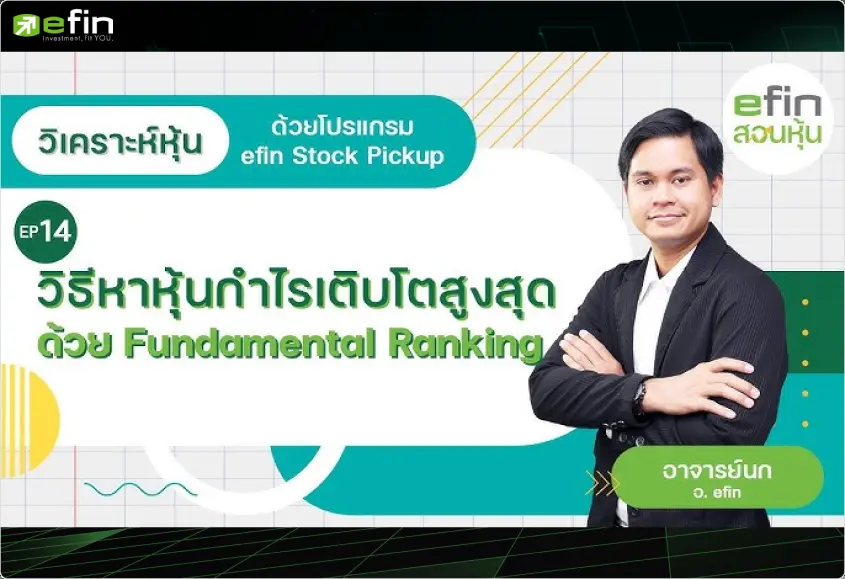 efin
Investment, fit YOU.
วิเคราะห์หุ้น
ด้วยโปรแกรม
efin Stock Pickup
efin
สอนหุ้น
EP14
วิธีหาหุ้นกำไรเติบโตสูงสุด
ด้วย Fundamental Ranking
อาจารย์นก
อ. efin